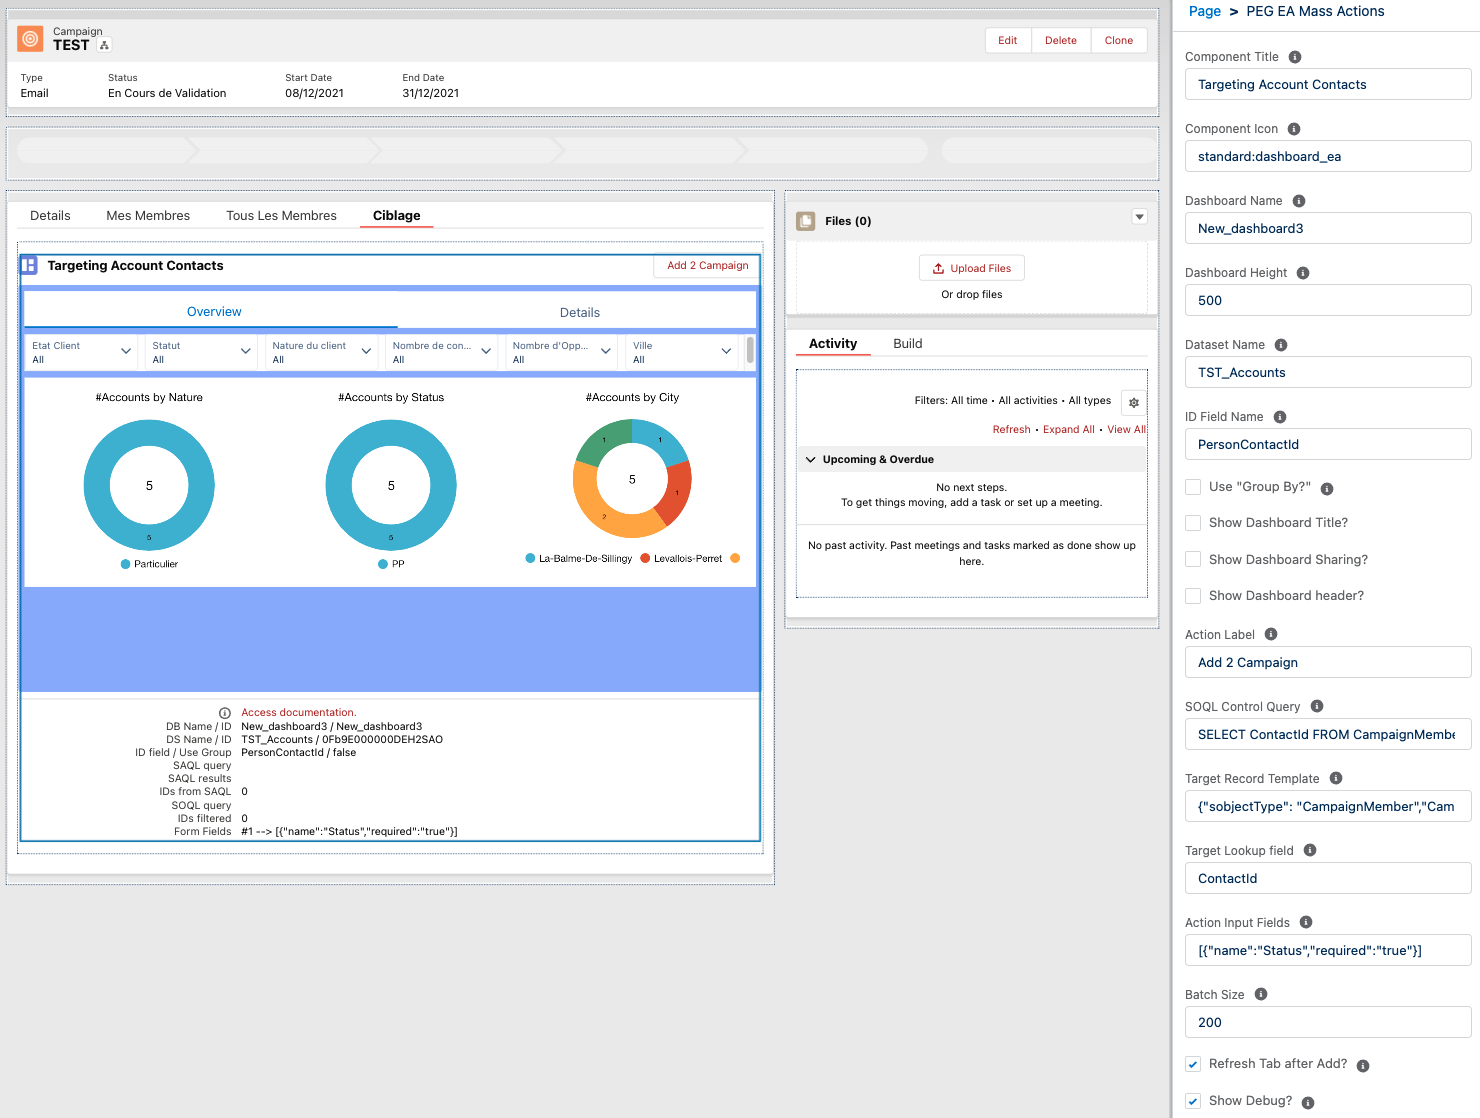 Campaign
TEST
Edit
Delete
Clone
Type
Status
Start Date
End Date
Email
En Cours de Validation
08/12/2021
31/12/2021
Details
Mes Membres
Tous Les Membres
Ciblage
Targeting Account Contacts
Add 2 Campaign
Overview
Details
Etat Client
All
Statut
All
Nature du client
All
Nombre de con...
All
Nombre d'Opp...
All
Ville
All
#Accounts by Nature
5
5
Particulier
#Accounts by Status
5
5
PP
#Accounts by City
1
1
5
1
2
La-Balme-De-Sillingy
Levallois-Perret
Access documentation.
DB Name / ID New_dashboard3 / New_dashboard3
DS Name / ID TST_Accounts / 0Fb9E000000DEH2SAO
ID field / Use Group PersonContactId / false
SAQL query
SAQL results
IDs from SAQL 0
SOQL query
IDs filtered 0
Form Fields #1 --> [{"name":"Status","required":"true"}]
Files (0)
Upload Files
Or drop files
Activity
Build
Filters: All time • All activities • All types
Refresh • Expand All • View All
Upcoming & Overdue
No next steps.
To get things moving, add a task or set up a meeting.
No past activity. Past meetings and tasks marked as done show up
here.
Page > PEG EA Mass Actions
Component Title
Targeting Account Contacts
Component Icon
standard:dashboard_ea
Dashboard Name
New_dashboard3
Dashboard Height
500
Dataset Name
TST_Accounts
ID Field Name
PersonContactId
Use "Group By?"
Show Dashboard Title?
Show Dashboard Sharing?
Show Dashboard header?
Action Label
Add 2 Campaign
SOQL Control Query
SELECT ContactId FROM CampaignMembe
Target Record Template
{"sobjectType": "CampaignMember","Cam
Target Lookup field
ContactId
Action Input Fields
[{"name":"Status","required":"true"}]
Batch Size
200
Refresh Tab after Add?
Show Debug?